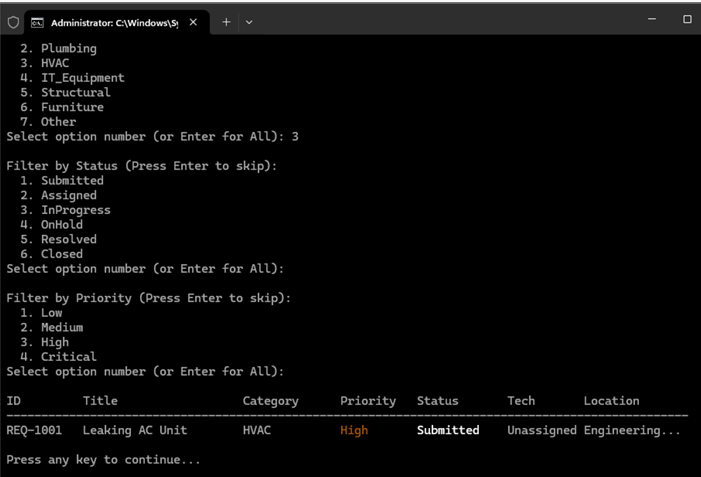 Administrator: C:\Windows\Sy
2. Plumbing
3. HVAC
4. IT_Equipment
5. Structural
6. Furniture
7. Other
Select option number (or Enter for All): 3
Filter by Status (Press Enter to skip):
1. Submitted
2. Assigned
3. InProgress
4. OnHold
5. Resolved
6. Closed
Select option number (or Enter for All):
Filter by Priority (Press Enter to skip):
1. Low
2. Medium
3. High
4. Critical
Select option number (or Enter for All):
ID Title Category Priority Status Tech Location
REQ-1001 Leaking AC Unit HVAC High Submitted Unassigned Engineering...
Press any key to continue...